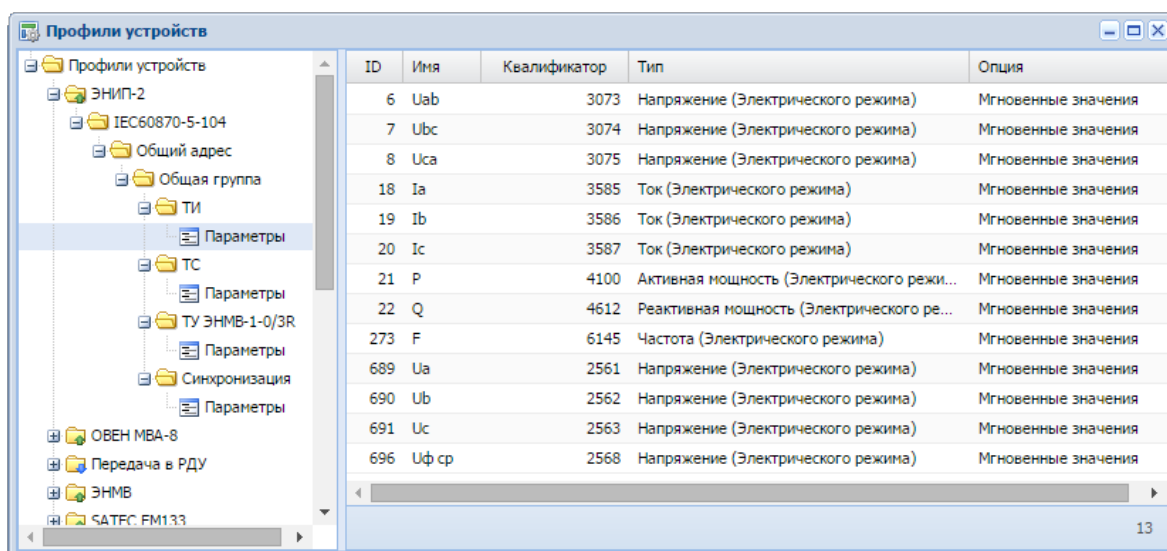 Профили устройств
Профили устройств
ЭНИП-2
IEC60870-5-104
Общий адрес
Общая группа
ТИ
Параметры
ТС
Параметры
ТУ ЭНМВ-1-0/3R
Параметры
Синхронизация
Параметры
ОВЕН МВА-8
Передача в РДУ
ЭНМВ
SATEC EM133
ID Имя Квалификатор Тип Опция
6 Uab 3073 Напряжение (Электрического режима) Мгновенные значения
7 Ubc 3074 Напряжение (Электрического режима) Мгновенные значения
8 Uca 3075 Напряжение (Электрического режима) Мгновенные значения
18 Ia 3585 Ток (Электрического режима) Мгновенные значения
19 Ib 3586 Ток (Электрического режима) Мгновенные значения
20 Ic 3587 Ток (Электрического режима) Мгновенные значения
21 P 4100 Активная мощность (Электрического режи... Мгновенные значения
22 Q 4612 Реактивная мощность (Электрического ре... Мгновенные значения
273 F 6145 Частота (Электрического режима) Мгновенные значения
689 Ua 2561 Напряжение (Электрического режима) Мгновенные значения
690 Ub 2562 Напряжение (Электрического режима) Мгновенные значения
691 Uc 2563 Напряжение (Электрического режима) Мгновенные значения
696 Uф ср 2568 Напряжение (Электрического режима) Мгновенные значения
13